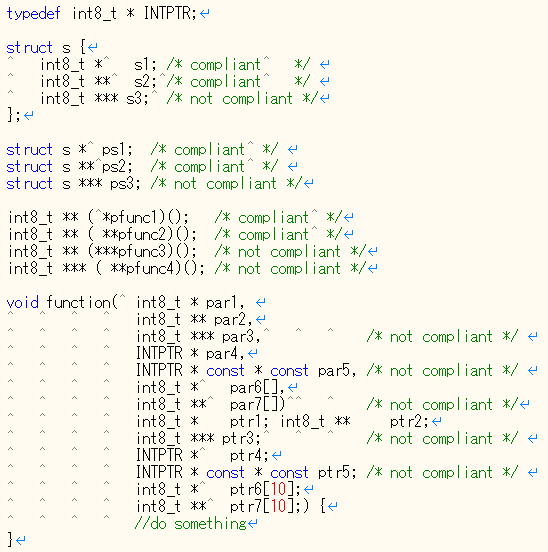 typedef int8_t * INTPTR;
struct s {
int8_t * s1; /* compliant */
int8_t ** s2; /* compliant */
int8_t *** s3; /* not compliant */
};
struct s * ps1; /* compliant */
struct s ** ps2; /* compliant */
struct s *** ps3; /* not compliant */
int8_t ** ( *pfunc1)(); /* compliant */
int8_t ** ( **pfunc2)(); /* compliant */
int8_t ** (***pfunc3)(); /* not compliant */
int8_t *** ( **pfunc4)(); /* not compliant */
void function( int8_t * par1,
int8_t ** par2,
int8_t *** par3, /* not compliant */
INTPTR * par4,
INTPTR * const * const par5, /* not compliant */
int8_t * par6[],
int8_t ** par7[]) /* not compliant */
int8_t * ptr1; int8_t ** ptr2;
int8_t *** ptr3; /* not compliant */
INTPTR * ptr4;
INTPTR * const * const ptr5; /* not compliant */
int8_t * ptr6[10];
int8_t ** ptr7[10];) {
//do something
}